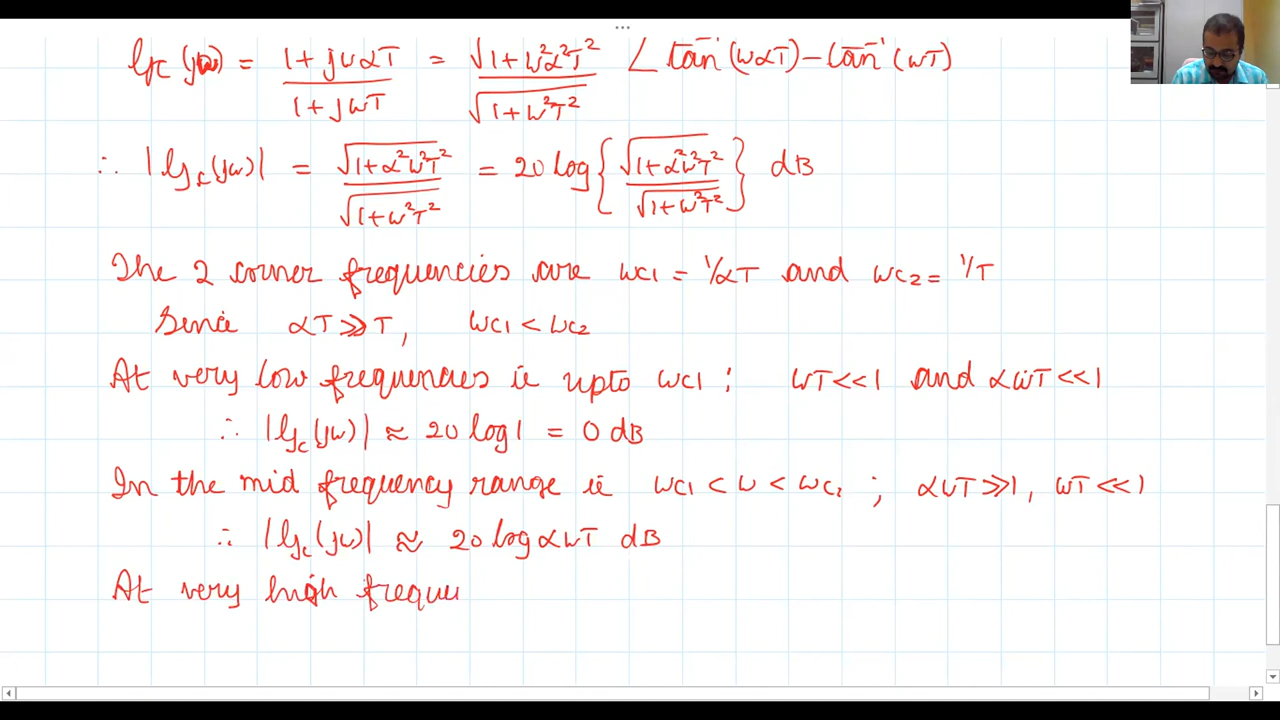 Gc(jω) = (1+jωαT)/(1+jωT) = √(1+ω²α²T²)/√(1+ω²T²) ∠ tan⁻¹(ωαT) − tan⁻¹(ωT)
∴ |Gc(jω)| = √(1+α²ω²T²)/√(1+ω²T²) = 20 log{√(1+α²ω²T²)/√(1+ω²T²)} dB
The 2 corner frequencies are ωc1 = 1/αT and ωc2 = 1/T
Since αT >> T, ωc1 < ωc2
At very low frequencies ie upto ωc1 : ωT << 1 and αωT << 1
∴ |Gc(jω)| ≈ 20 log 1 = 0 dB
In the mid frequency range ie ωc1 < ω < ωc2 ; αωT >> 1, ωT << 1
∴ |Gc(jω)| ≈ 20 log αωT dB
At very high freque